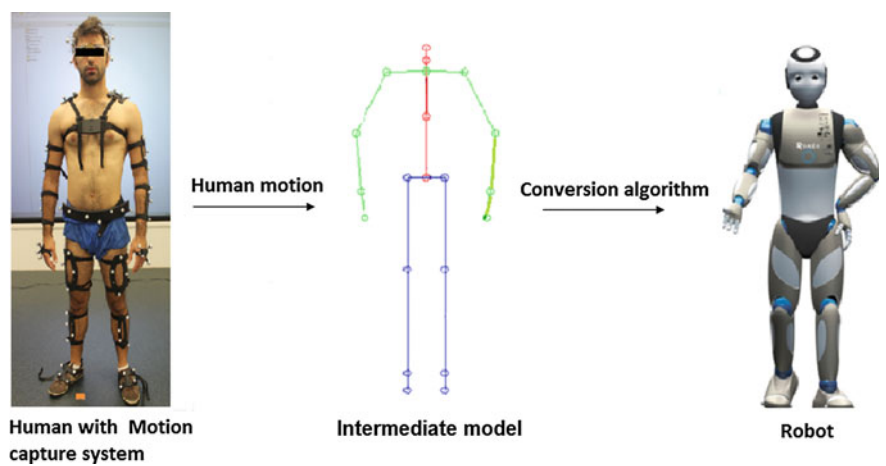 Human motion
Conversion algorithm
Human with Motion
capture system
Intermediate model
Robot